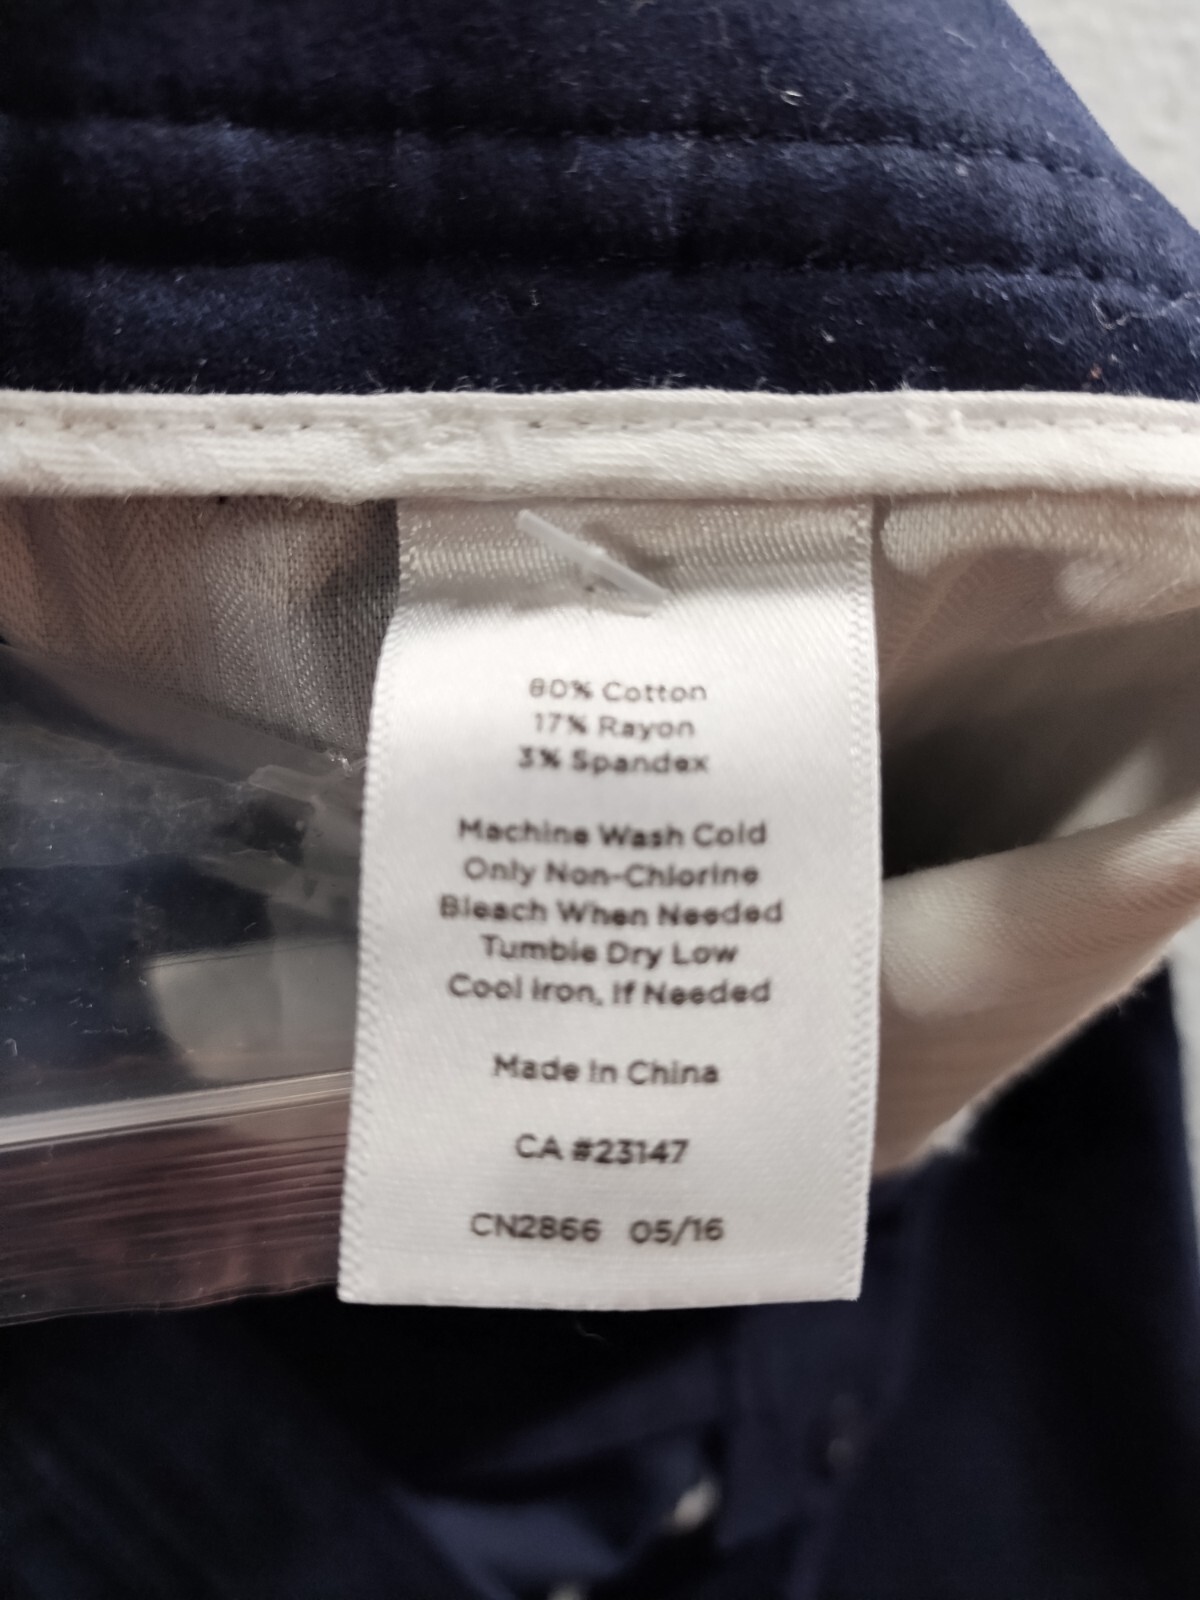 80% Cotton
17% Rayon
3% Spandex
Machine Wash Cold
Only Non-Chlorine
Bleach When Needed
Tumble Dry Low
Cool Iron, If Needed
Made In China
CA #23147
CN2866 05/16